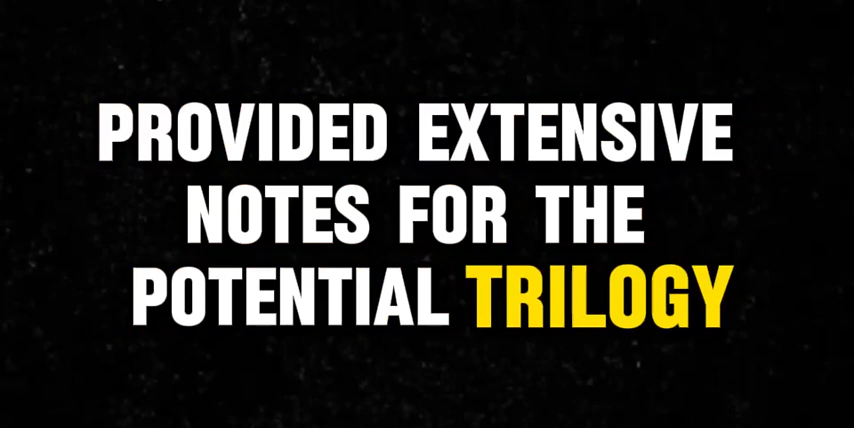 PROVIDED EXTENSIVE
NOTES FOR THE
POTENTIAL TRILOGY